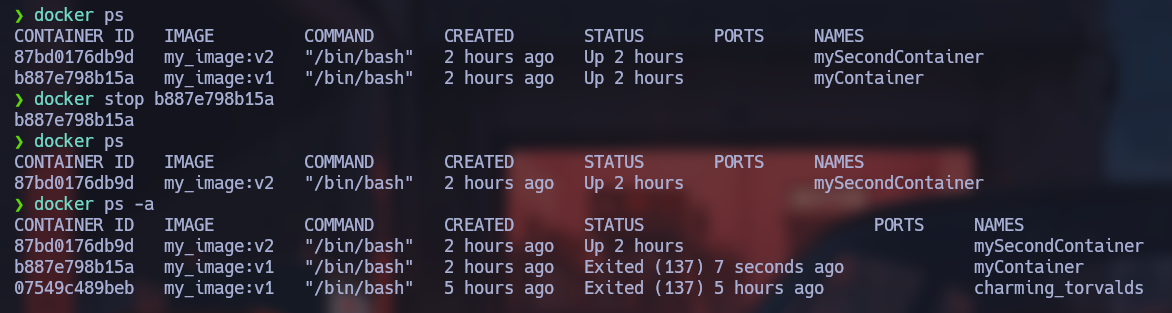 ❯ docker ps
CONTAINER ID   IMAGE         COMMAND       CREATED       STATUS       PORTS     NAMES
87bd0176db9d   my_image:v2   "/bin/bash"   2 hours ago   Up 2 hours             mySecondContainer
b887e798b15a   my_image:v1   "/bin/bash"   2 hours ago   Up 2 hours             myContainer
❯ docker stop b887e798b15a
b887e798b15a
❯ docker ps
CONTAINER ID   IMAGE         COMMAND       CREATED       STATUS       PORTS     NAMES
87bd0176db9d   my_image:v2   "/bin/bash"   2 hours ago   Up 2 hours             mySecondContainer
❯ docker ps -a
CONTAINER ID   IMAGE         COMMAND       CREATED       STATUS                       PORTS     NAMES
87bd0176db9d   my_image:v2   "/bin/bash"   2 hours ago   Up 2 hours                             mySecondContainer
b887e798b15a   my_image:v1   "/bin/bash"   2 hours ago   Exited (137) 7 seconds ago             myContainer
07549c489beb   my_image:v1   "/bin/bash"   5 hours ago   Exited (137) 5 hours ago               charming_torvalds